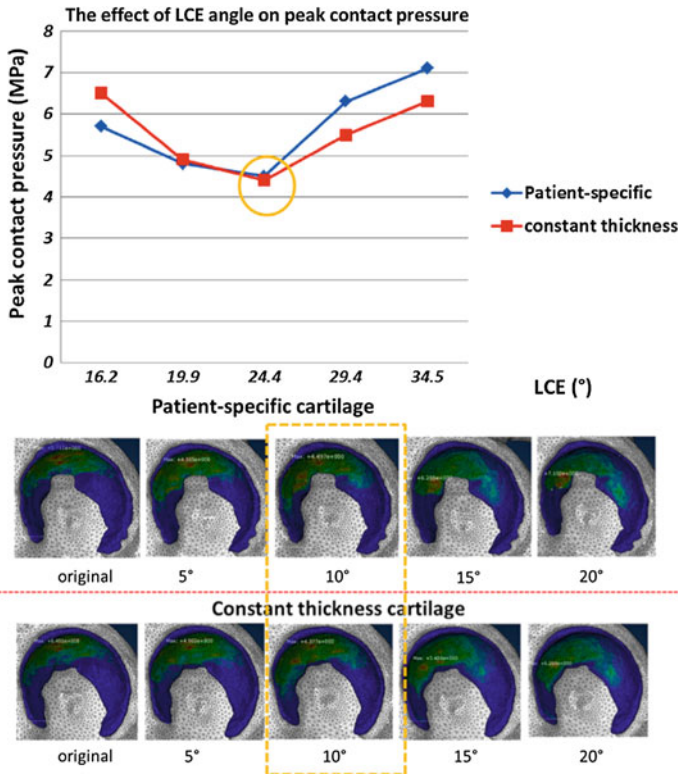 The effect of LCE angle on peak contact pressure
Peak contact pressure (MPa)
8
7
6
5
4
3
2
1
0
16.2 19.9 24.4 29.4 34.5
LCE (°)
Patient-specific
constant thickness
Patient-specific cartilage
original 5° 10° 15° 20°
Constant thickness cartilage
original 5° 10° 15° 20°